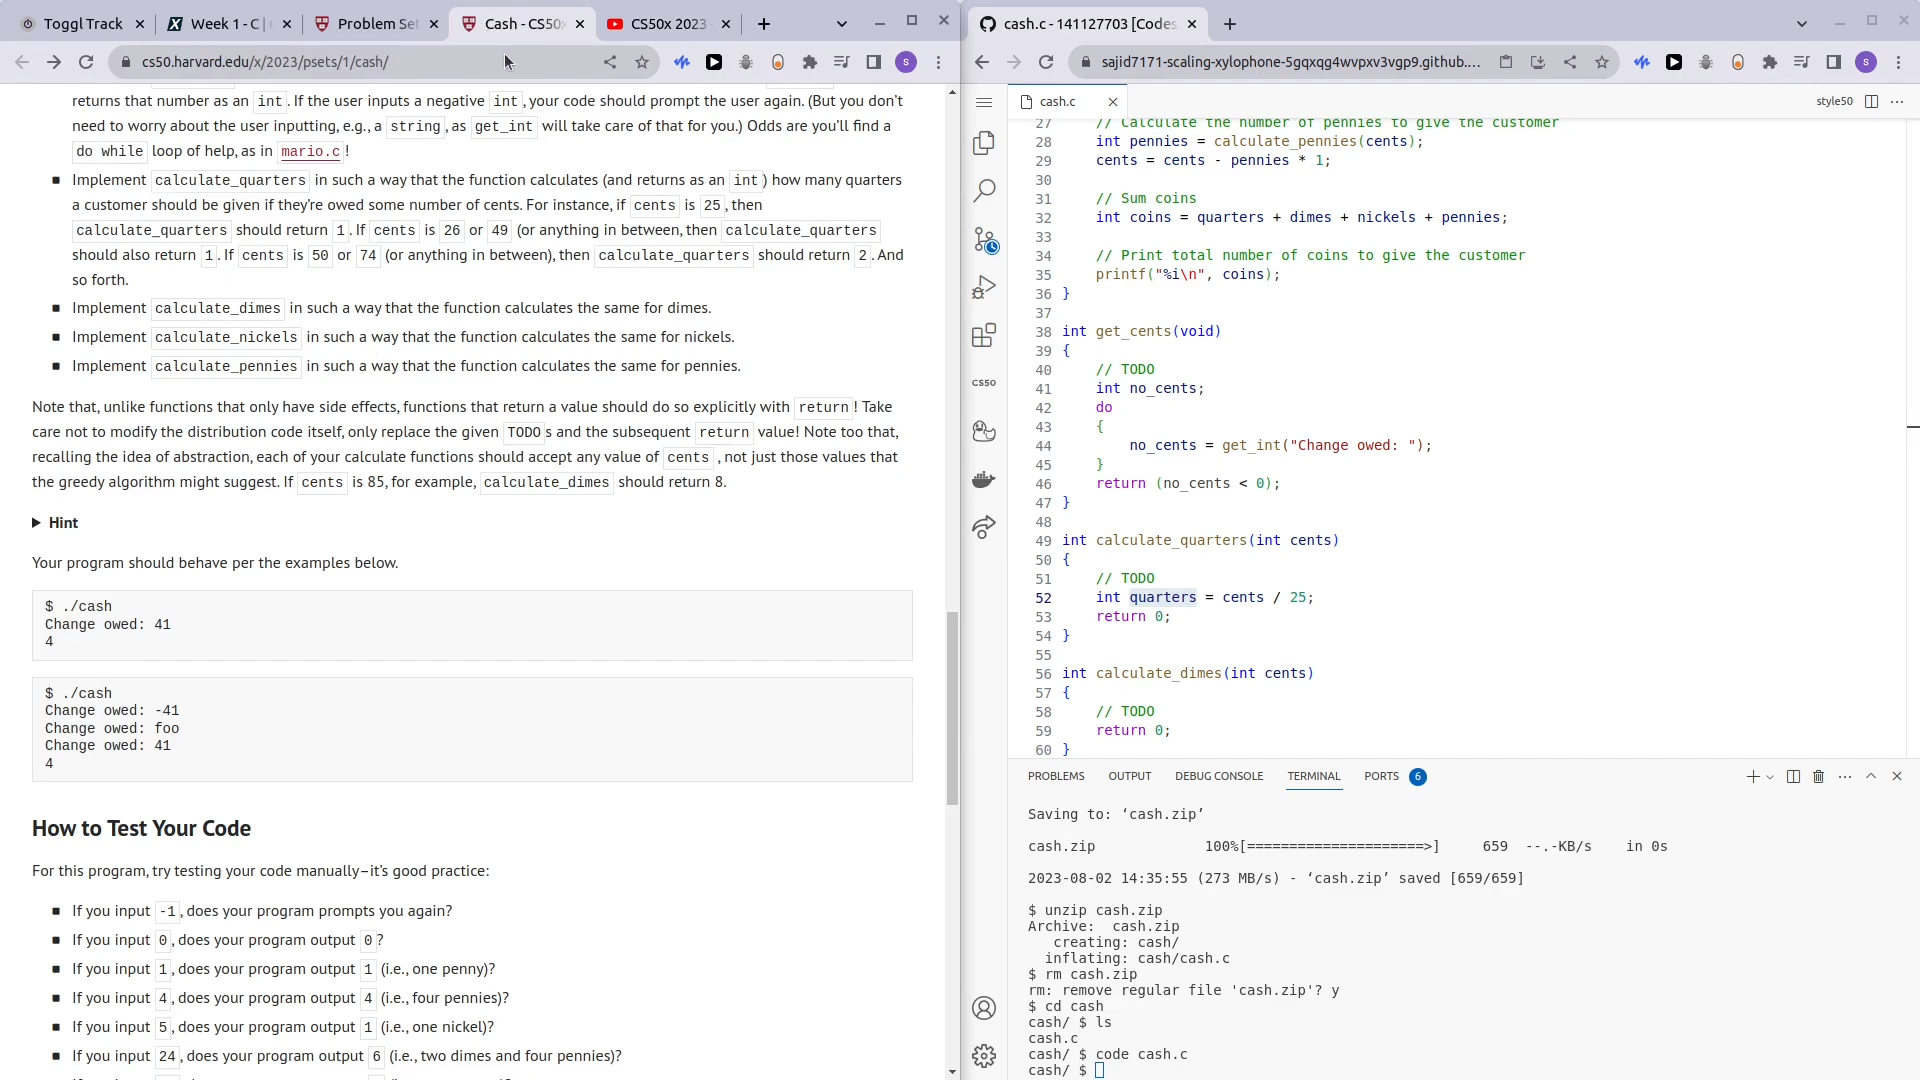 Toggl Track
Week 1 - C |
Problem Set
Cash - CS50x
CS50x 2023
cs50.harvard.edu/x/2023/psets/1/cash/
S
returns that number as an int. If the user inputs a negative int, your code should prompt the user again. (But you don’t
need to worry about the user inputting, e.g., a string, as get_int will take care of that for you.) Odds are you’ll find a
do while loop of help, as in mario.c!
Implement calculate_quarters in such a way that the function calculates (and returns as an int) how many quarters
a customer should be given if they’re owed some number of cents. For instance, if cents is 25, then
calculate_quarters should return 1. If cents is 26 or 49 (or anything in between, then calculate_quarters
should also return 1. If cents is 50 or 74 (or anything in between), then calculate_quarters should return 2. And
so forth.
Implement calculate_dimes in such a way that the function calculates the same for dimes.
Implement calculate_nickels in such a way that the function calculates the same for nickels.
Implement calculate_pennies in such a way that the function calculates the same for pennies.
Note that, unlike functions that only have side effects, functions that return a value should do so explicitly with return! Take
care not to modify the distribution code itself, only replace the given TODOs and the subsequent return value! Note too that,
recalling the idea of abstraction, each of your calculate functions should accept any value of cents, not just those values that
the greedy algorithm might suggest. If cents is 85, for example, calculate_dimes should return 8.
Hint
Your program should behave per the examples below.
$ ./cash
Change owed: 41
4
$ ./cash
Change owed: -41
Change owed: foo
Change owed: 41
4
How to Test Your Code
For this program, try testing your code manually–it’s good practice:
If you input -1, does your program prompts you again?
If you input 0, does your program output 0?
If you input 1, does your program output 1 (i.e., one penny)?
If you input 4, does your program output 4 (i.e., four pennies)?
If you input 5, does your program output 1 (i.e., one nickel)?
If you input 24, does your program output 6 (i.e., two dimes and four pennies)?
cash.c - 141127703 [Codes
sajid7171-scaling-xylophone-5gqxqg4wvpxv3vgp9.github....
S
cash.c
style50
CS50
27 // Calculate the number of pennies to give the customer
28 int pennies = calculate_pennies(cents);
29 cents = cents - pennies * 1;
30
31 // Sum coins
32 int coins = quarters + dimes + nickels + pennies;
33
34 // Print total number of coins to give the customer
35 printf("%i\n", coins);
36 }
37
38 int get_cents(void)
39 {
40 // TODO
41 int no_cents;
42 do
43 {
44 no_cents = get_int("Change owed: ");
45 }
46 return (no_cents < 0);
47 }
48
49 int calculate_quarters(int cents)
50 {
51 // TODO
52 int quarters = cents / 25;
53 return 0;
54 }
55
56 int calculate_dimes(int cents)
57 {
58 // TODO
59 return 0;
60 }
PROBLEMS OUTPUT DEBUG CONSOLE TERMINAL PORTS 6
Saving to: ‘cash.zip’
cash.zip 100%[=====================>] 659 --.-KB/s in 0s
2023-08-02 14:35:55 (273 MB/s) - ‘cash.zip’ saved [659/659]
$ unzip cash.zip
Archive: cash.zip
creating: cash/
inflating: cash/cash.c
$ rm cash.zip
rm: remove regular file 'cash.zip'? y
$ cd cash
cash/ $ ls
cash.c
cash/ $ code cash.c
cash/ $